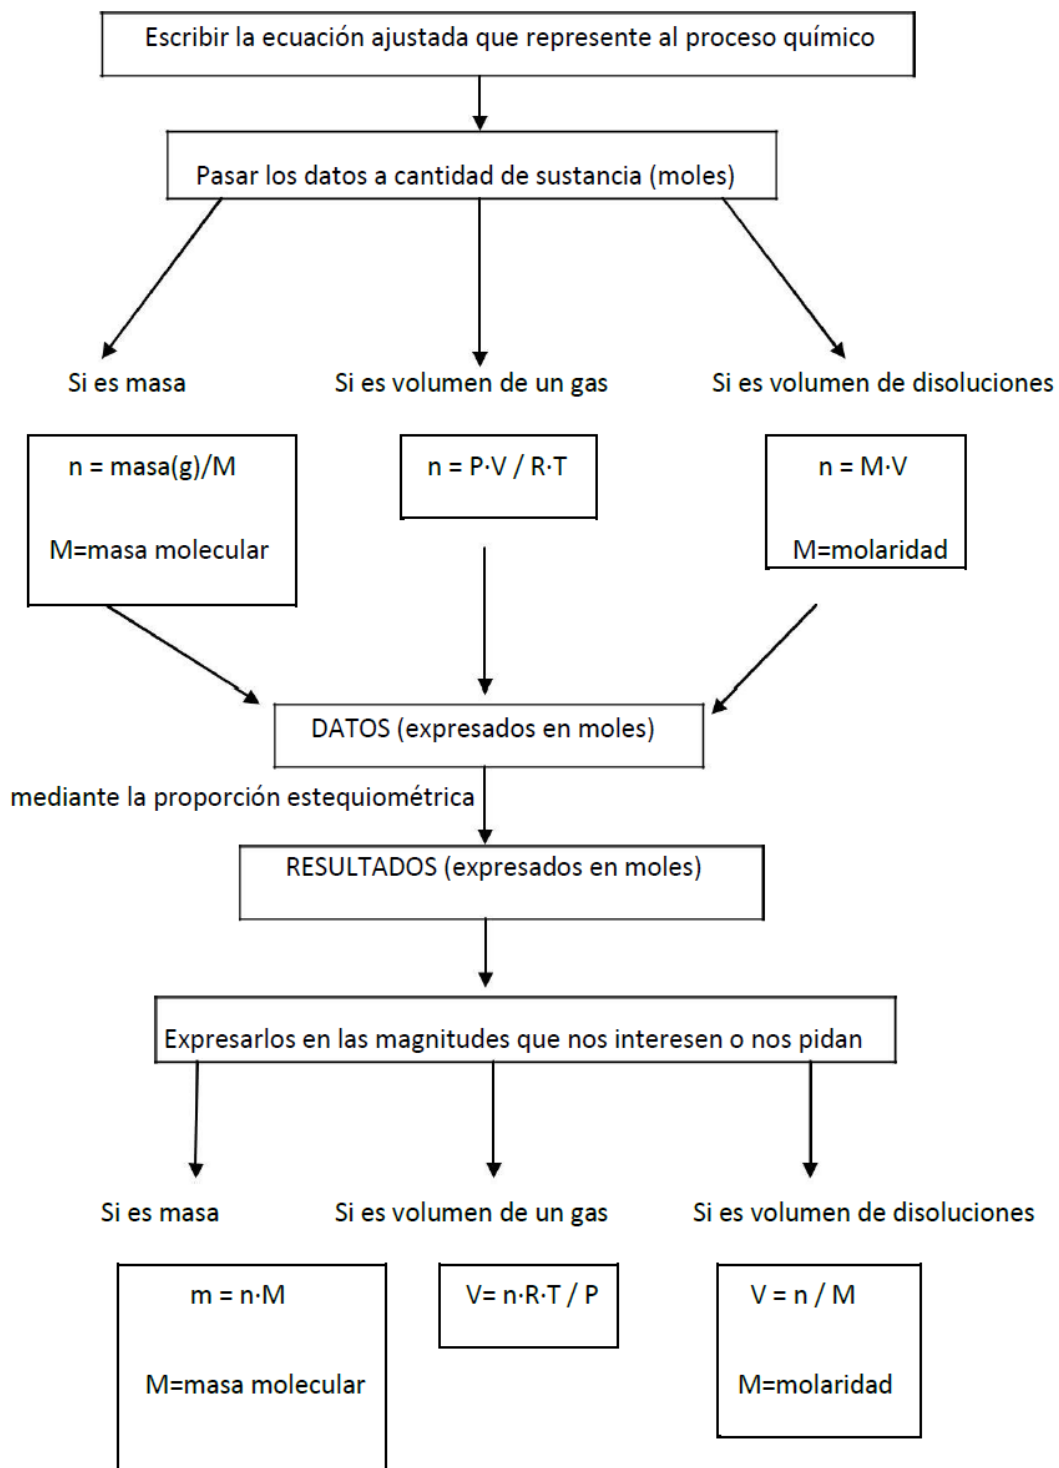 Escribir la ecuación ajustada que represente al proceso químico
Pasar los datos a cantidad de sustancia (moles)
Si es masa
Si es volumen de un gas
Si es volumen de disoluciones
n = masa(g)/M
M=masa molecular
n = P·V / R·T
n = M·V
M=molaridad
DATOS (expresados en moles)
mediante la proporción estequiométrica
RESULTADOS (expresados en moles)
Expresarlos en las magnitudes que nos interesen o nos pidan
Si es masa
Si es volumen de un gas
Si es volumen de disoluciones
m = n·M
M=masa molecular
V= n·R·T / P
V = n / M
M=molaridad